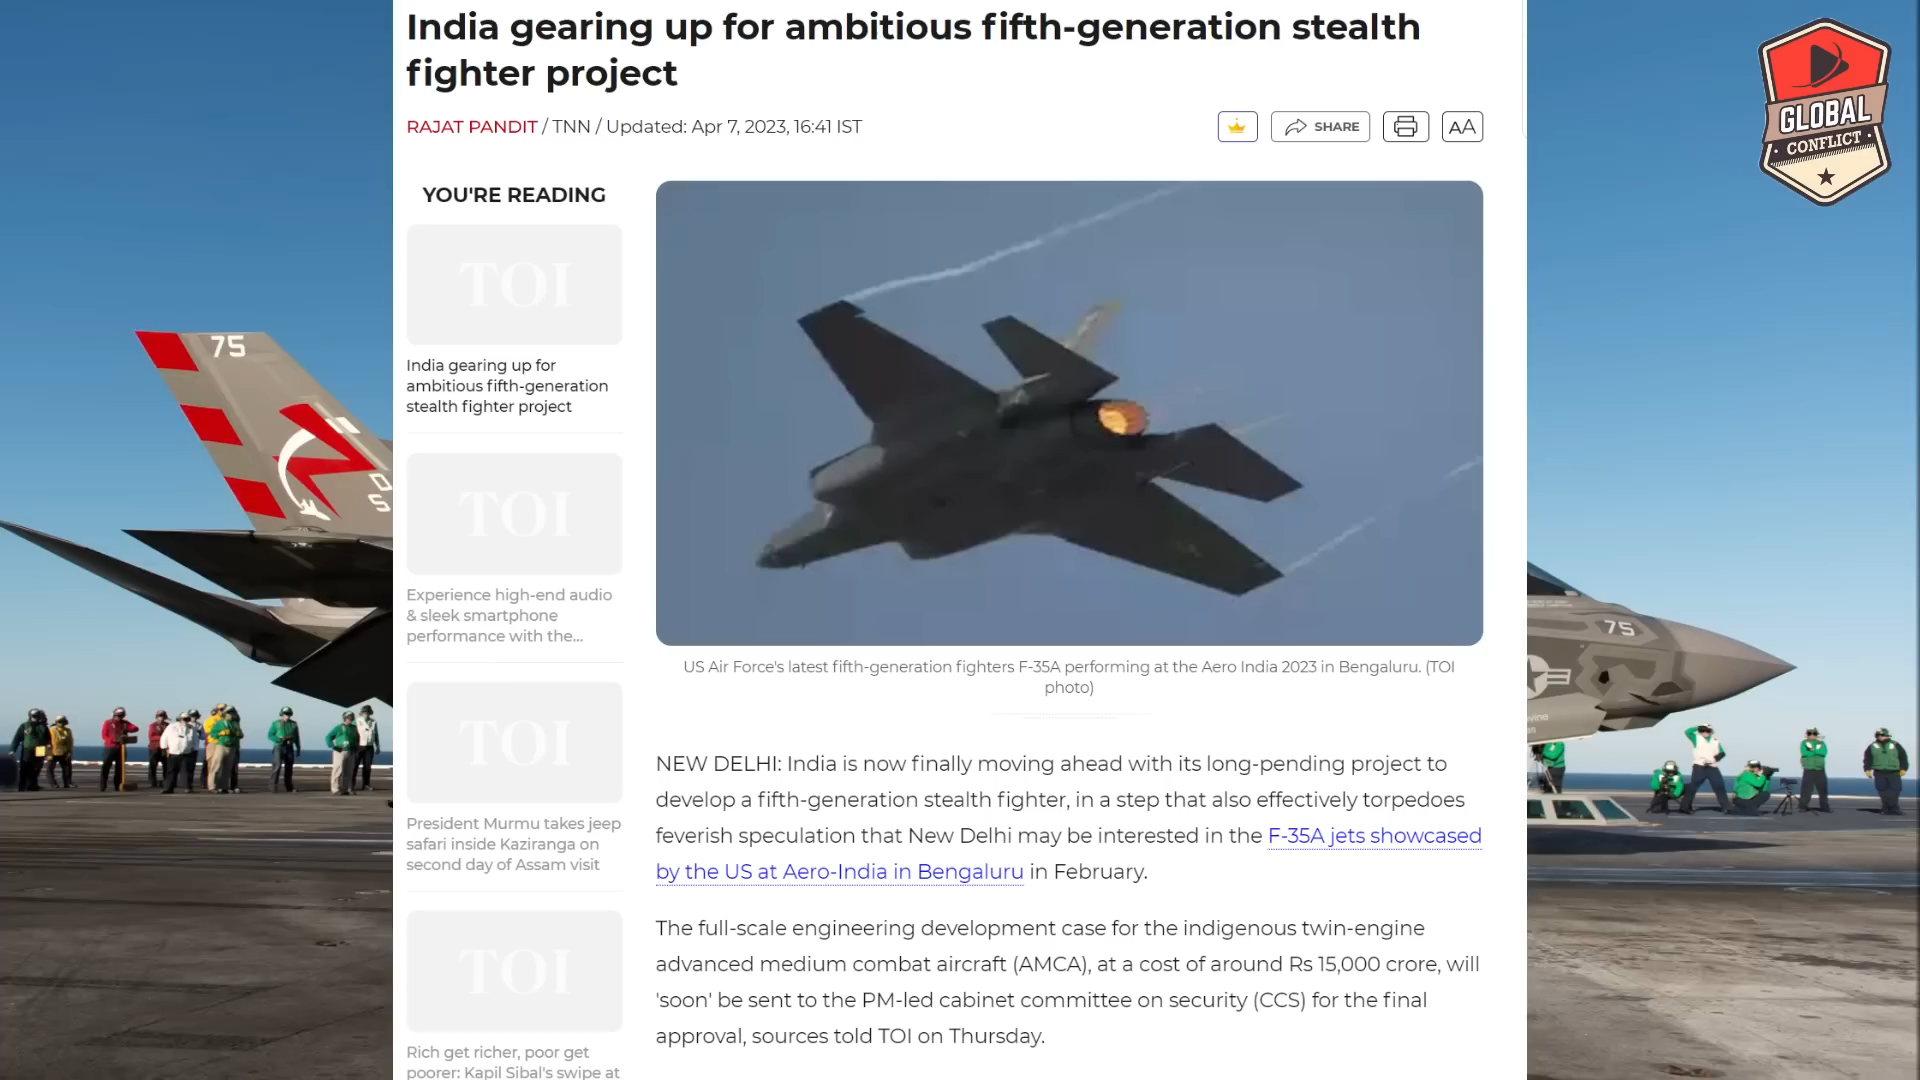 India gearing up for ambitious fifth-generation stealth
fighter project
RAJAT PANDIT / TNN / Updated: Apr 7, 2023, 16:41 IST
SHARE
AA
GLOBAL
CONFLICT
YOU'RE READING
TOI
India gearing up for
ambitious fifth-generation
stealth fighter project
TOI
Experience high-end audio
& sleek smartphone
performance with the...
TOI
President Murmu takes jeep
safari inside Kaziranga on
second day of Assam visit
TOI
Rich get richer, poor get
poorer: Kapil Sibal's swipe at
US Air Force's latest fifth-generation fighters F-35A performing at the Aero India 2023 in Bengaluru. (TOI
photo)
NEW DELHI: India is now finally moving ahead with its long-pending project to
develop a fifth-generation stealth fighter, in a step that also effectively torpedoes
feverish speculation that New Delhi may be interested in the F-35A jets showcased
by the US at Aero-India in Bengaluru in February.
The full-scale engineering development case for the indigenous twin-engine
advanced medium combat aircraft (AMCA), at a cost of around Rs 15,000 crore, will
'soon' be sent to the PM-led cabinet committee on security (CCS) for the final
approval, sources told TOI on Thursday.
75
75